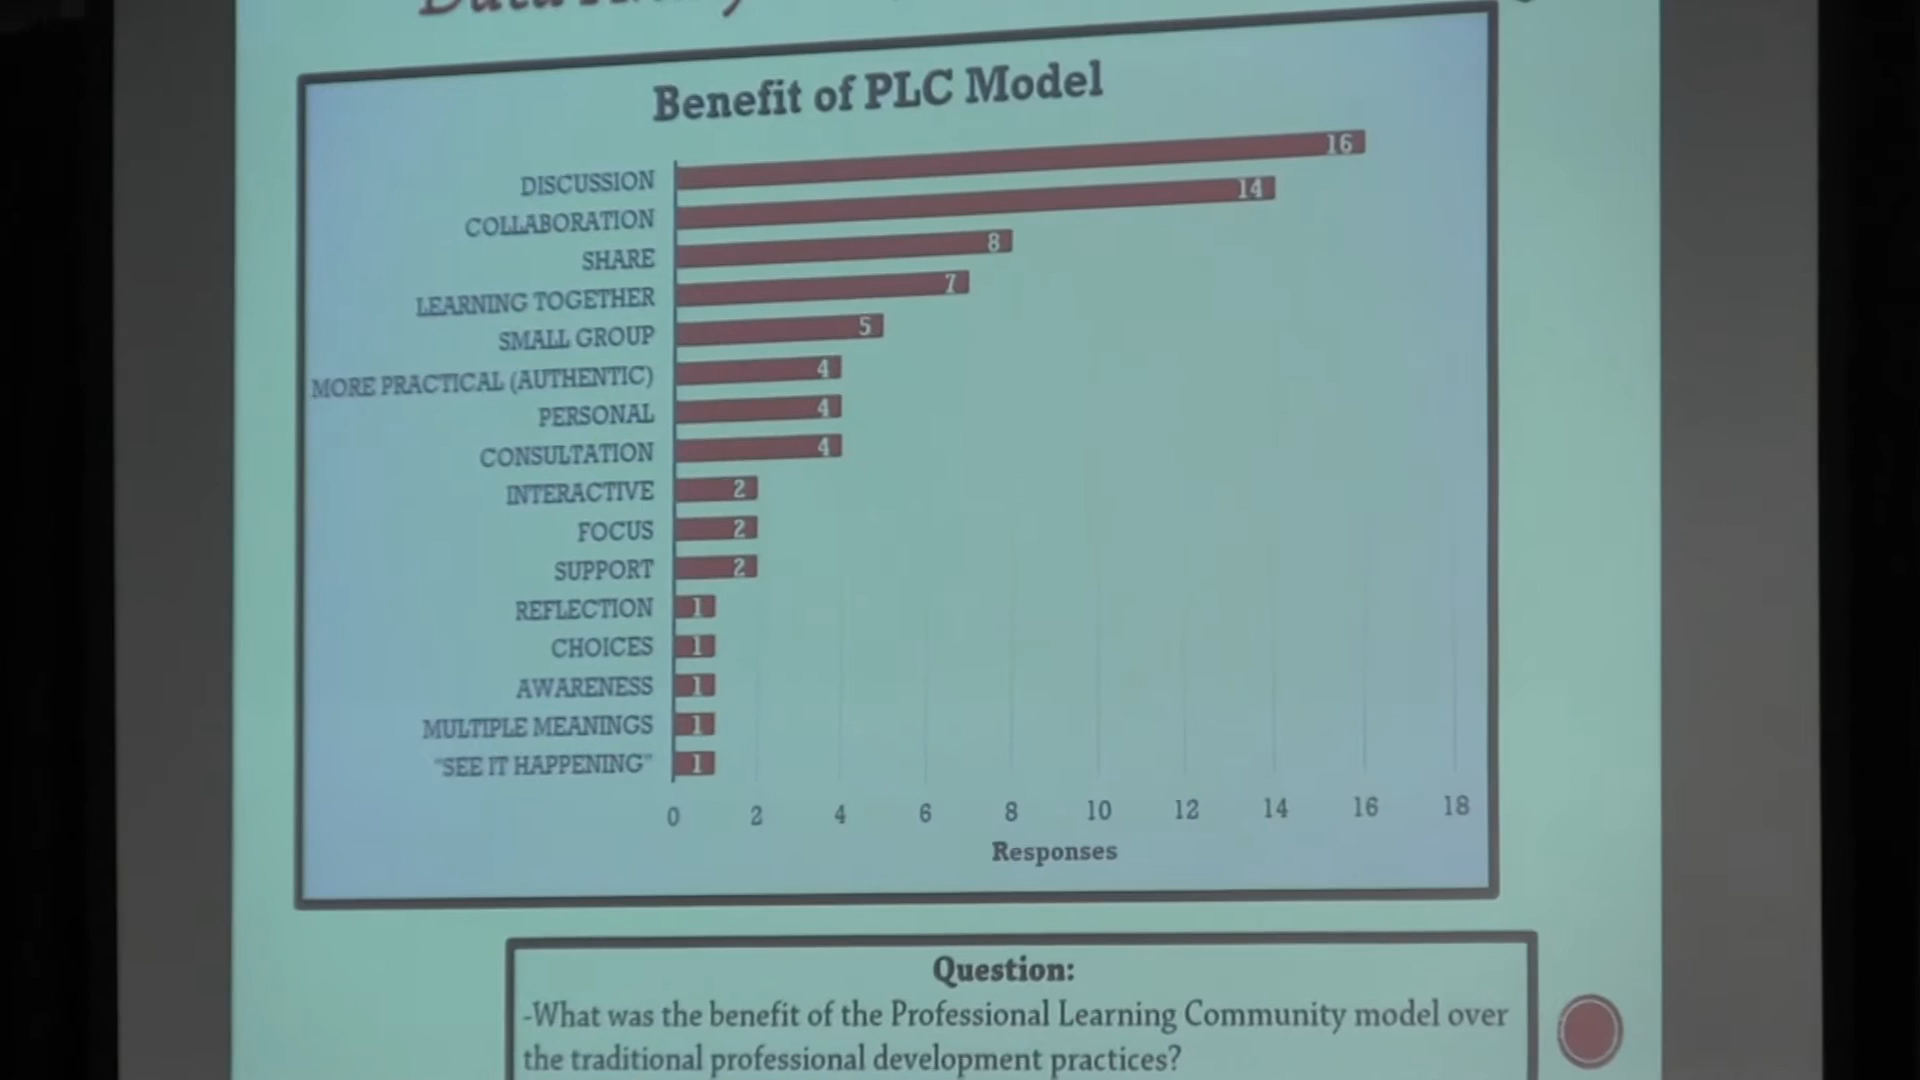 Benefit of PLC Model
DISCUSSION 16
COLLABORATION 14
SHARE 8
LEARNING TOGETHER 7
SMALL GROUP 5
MORE PRACTICAL (AUTHENTIC) 4
PERSONAL 4
CONSULTATION 4
INTERACTIVE 2
FOCUS 2
SUPPORT 2
REFLECTION 1
CHOICES 1
AWARENESS 1
MULTIPLE MEANINGS 1
"SEE IT HAPPENING" 1
0 2 4 6 8 10 12 14 16 18
Responses
Question:
-What was the benefit of the Professional Learning Community model over
the traditional professional development practices?